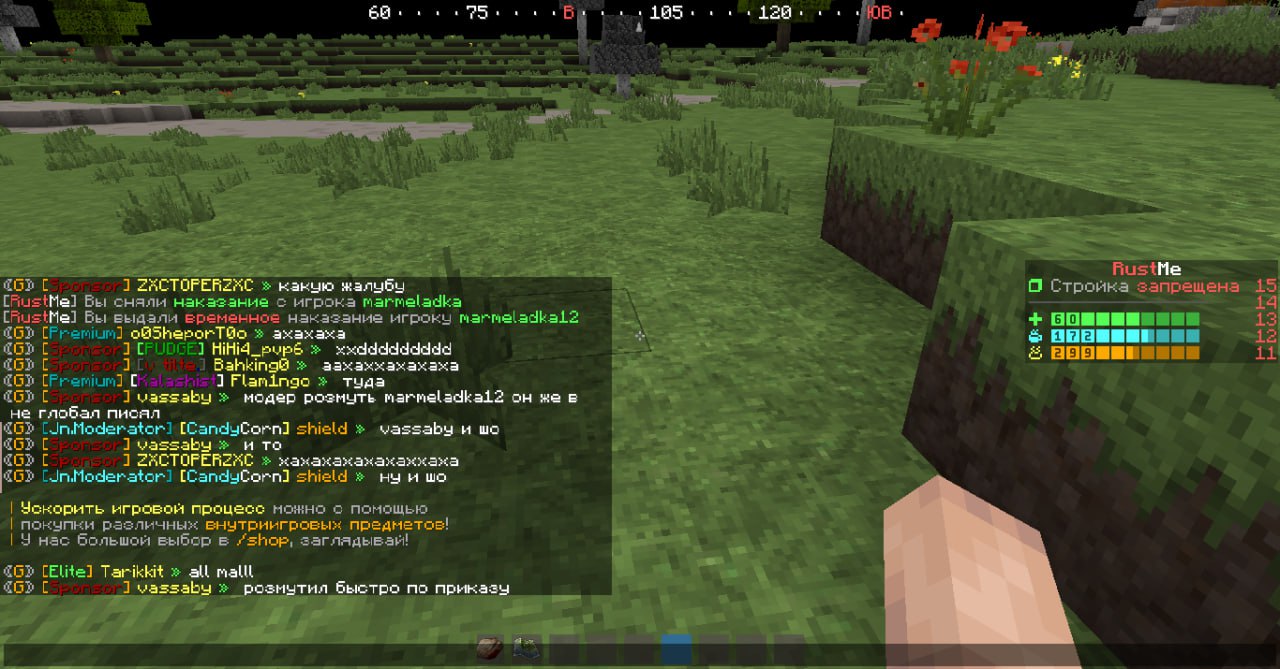 60 · · · · 75 · · · · В · · · · 105 · · · · 120 · · · · ЮВ ·
RustMe
Стройка запрещена 15
14
60 13
172 12
299 11
(G) [Sponsor] ZXCTOPERZXC » какую жалубу
[RustMe] Вы сняли наказание с игрока marmeladka
[RustMe] Вы выдали временное наказание игроку marmeladka12
(G) [Premium] o05heporT0o » ахахаха
(G) [Sponsor] [FUDGE] HiHi4_pvp6 » xxddddddddd
(G) [Sponsor] Bahking0 » аахаххахахаха
(G) [Premium] [Kalashist] Flam1ngo » туда
(G) [Sponsor] vassaby » модер розмуть marmeladka12 он же в
не глобал писял
(G) [Jn.Moderator] [CandyCorn] shield » vassaby и шо
(G) [Sponsor] vassaby » и то
(G) [Sponsor] ZXCTOPERZXC » хахахахахахаххаха
(G) [Jn.Moderator] [CandyCorn] shield » ну и шо
| Ускорить игровой процесс можно с помощью
| покупки различных внутриигровых предметов!
| У нас большой выбор в /shop, заглядывай!
(G) [Elite] Tarikkit » all malll
(G) [Sponsor] vassaby » розмутил быстро по приказу